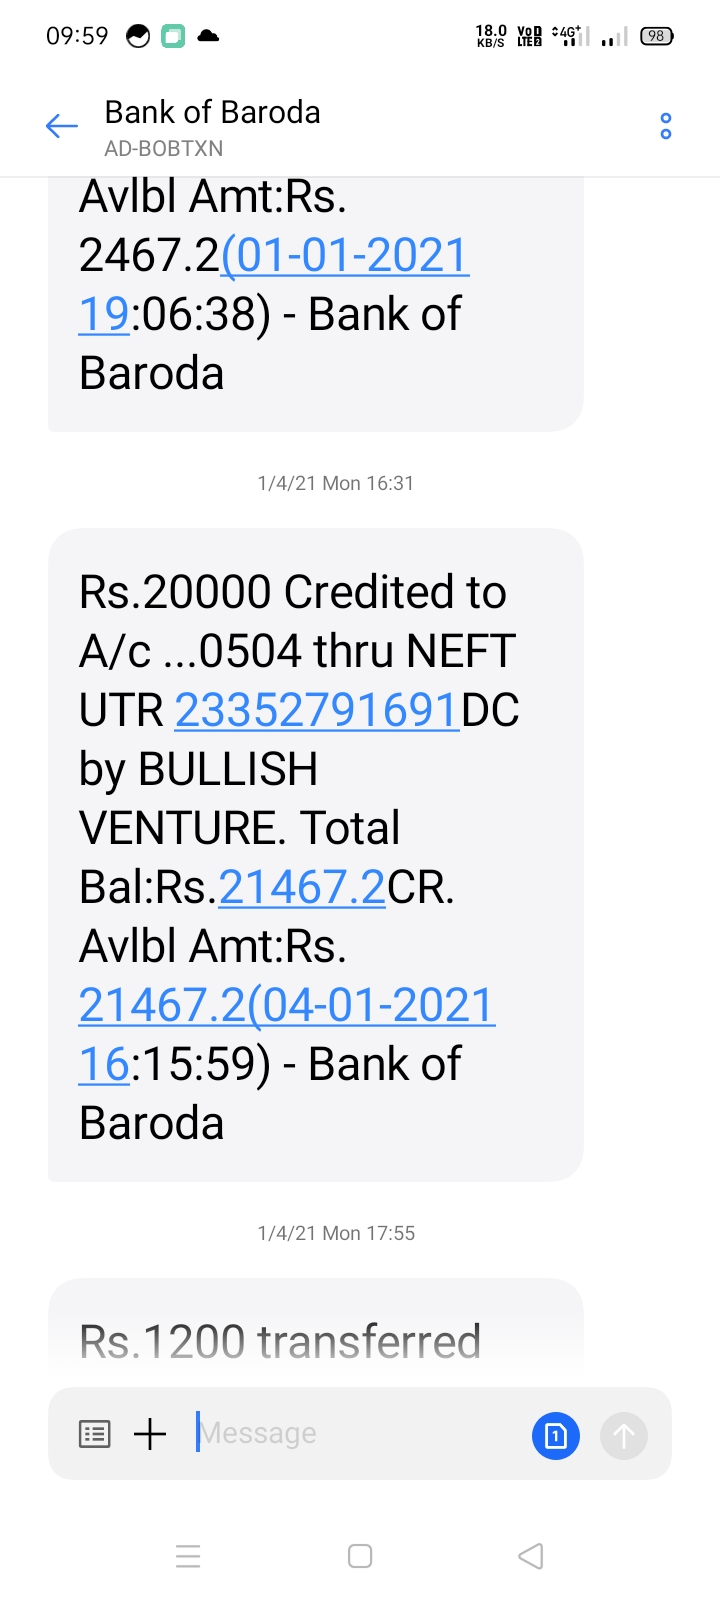 09:59
18.0 KB/S VoD LTE2 4G+ 98
Bank of Baroda
AD-BOBTXN
Avlbl Amt:Rs.
2467.2(01-01-2021
19:06:38) - Bank of
Baroda
1/4/21 Mon 16:31
Rs.20000 Credited to
A/c ...0504 thru NEFT
UTR 23352791691DC
by BULLISH
VENTURE. Total
Bal:Rs.21467.2CR.
Avlbl Amt:Rs.
21467.2(04-01-2021
16:15:59) - Bank of
Baroda
1/4/21 Mon 17:55
Rs.1200 transferred
Message
1